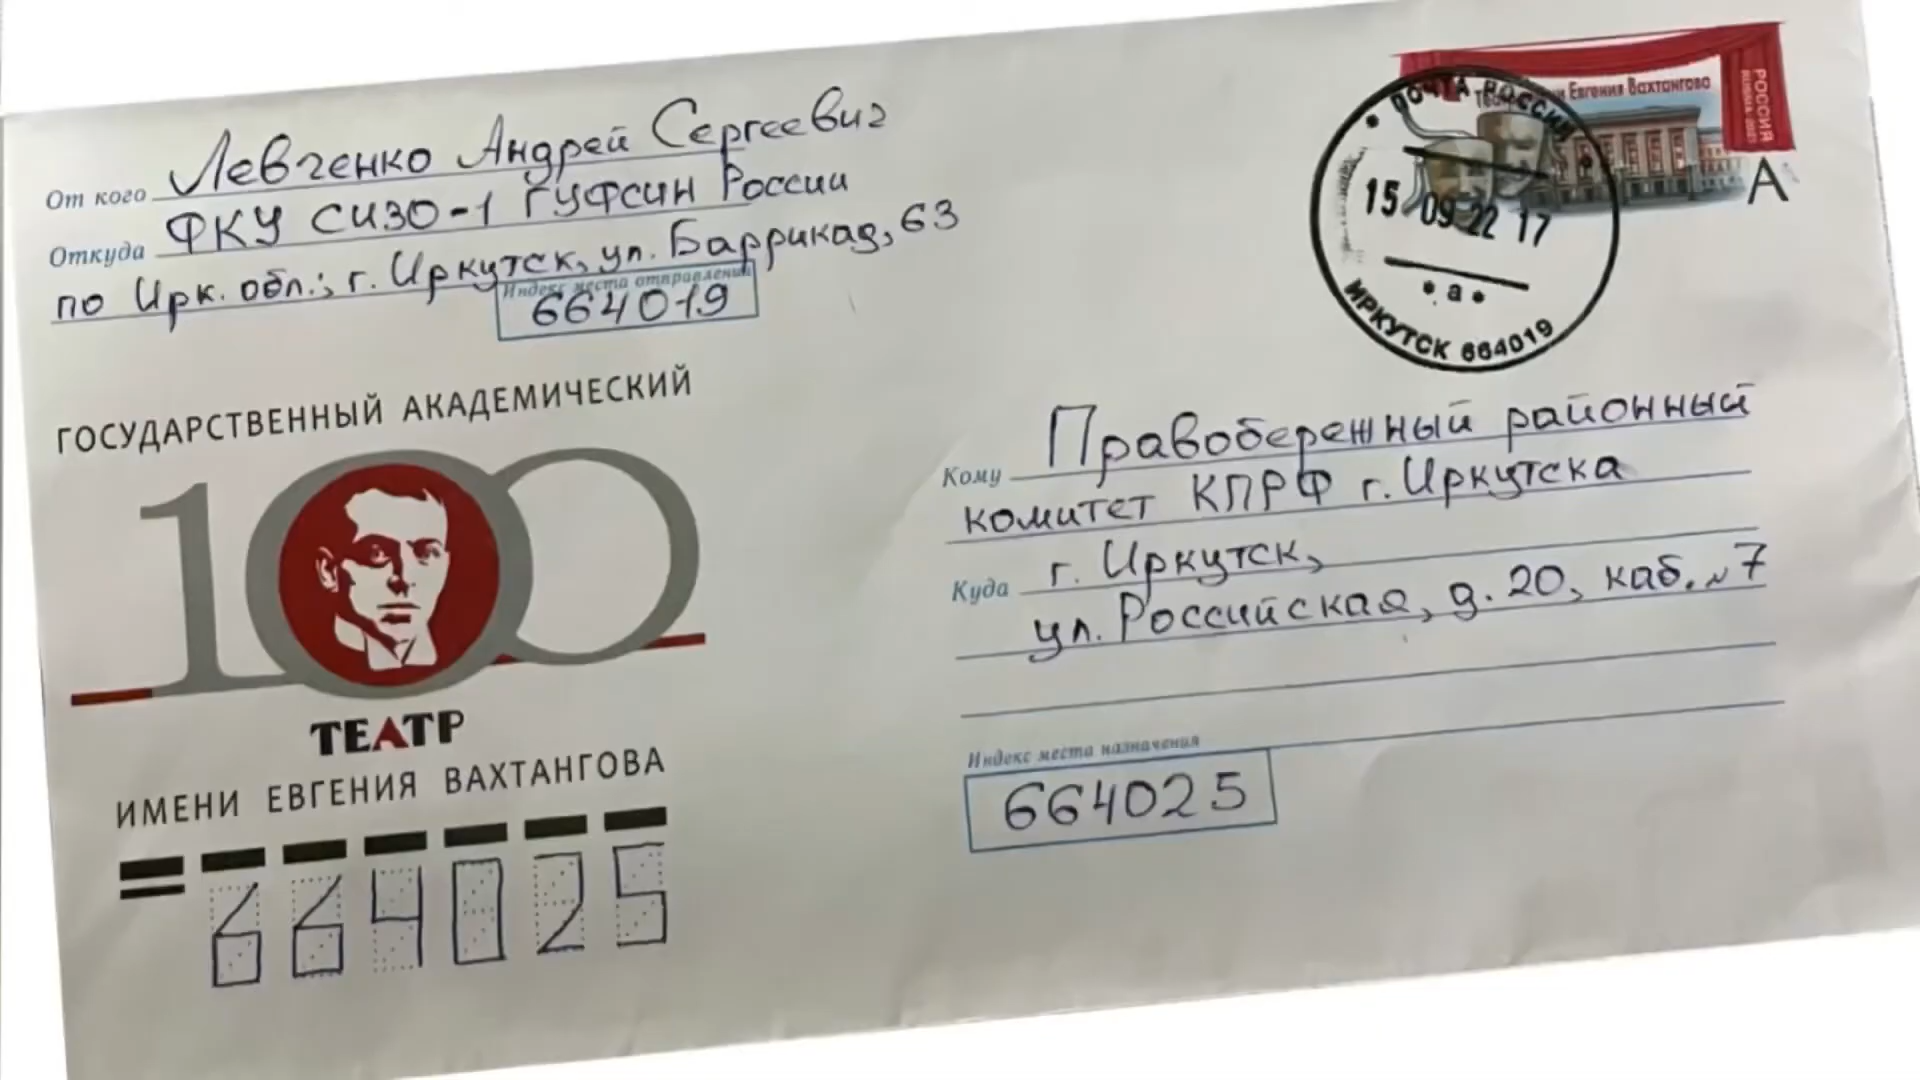 От кого Левченко Андрей Сергеевич
Откуда ФКУ СИЗО-1 ГУФСИН России
по Ирк. обл.; г. Иркутск, ул. Баррикад, 63
Индекс места отправления
664019
Театр имени Евгения Вахтангова
РОССИЯ
RUSSIA
А
ПОЧТА РОССИИ
15 09 22 17
а
ИРКУТСК 664019
ГОСУДАРСТВЕННЫЙ АКАДЕМИЧЕСКИЙ
100
ТЕАТР
ИМЕНИ ЕВГЕНИЯ ВАХТАНГОВА
664025
Кому Правобережный районный
комитет КПРФ г. Иркутска
Куда г. Иркутск,
ул. Российская, д. 20, каб. №7
Индекс места назначения
664025